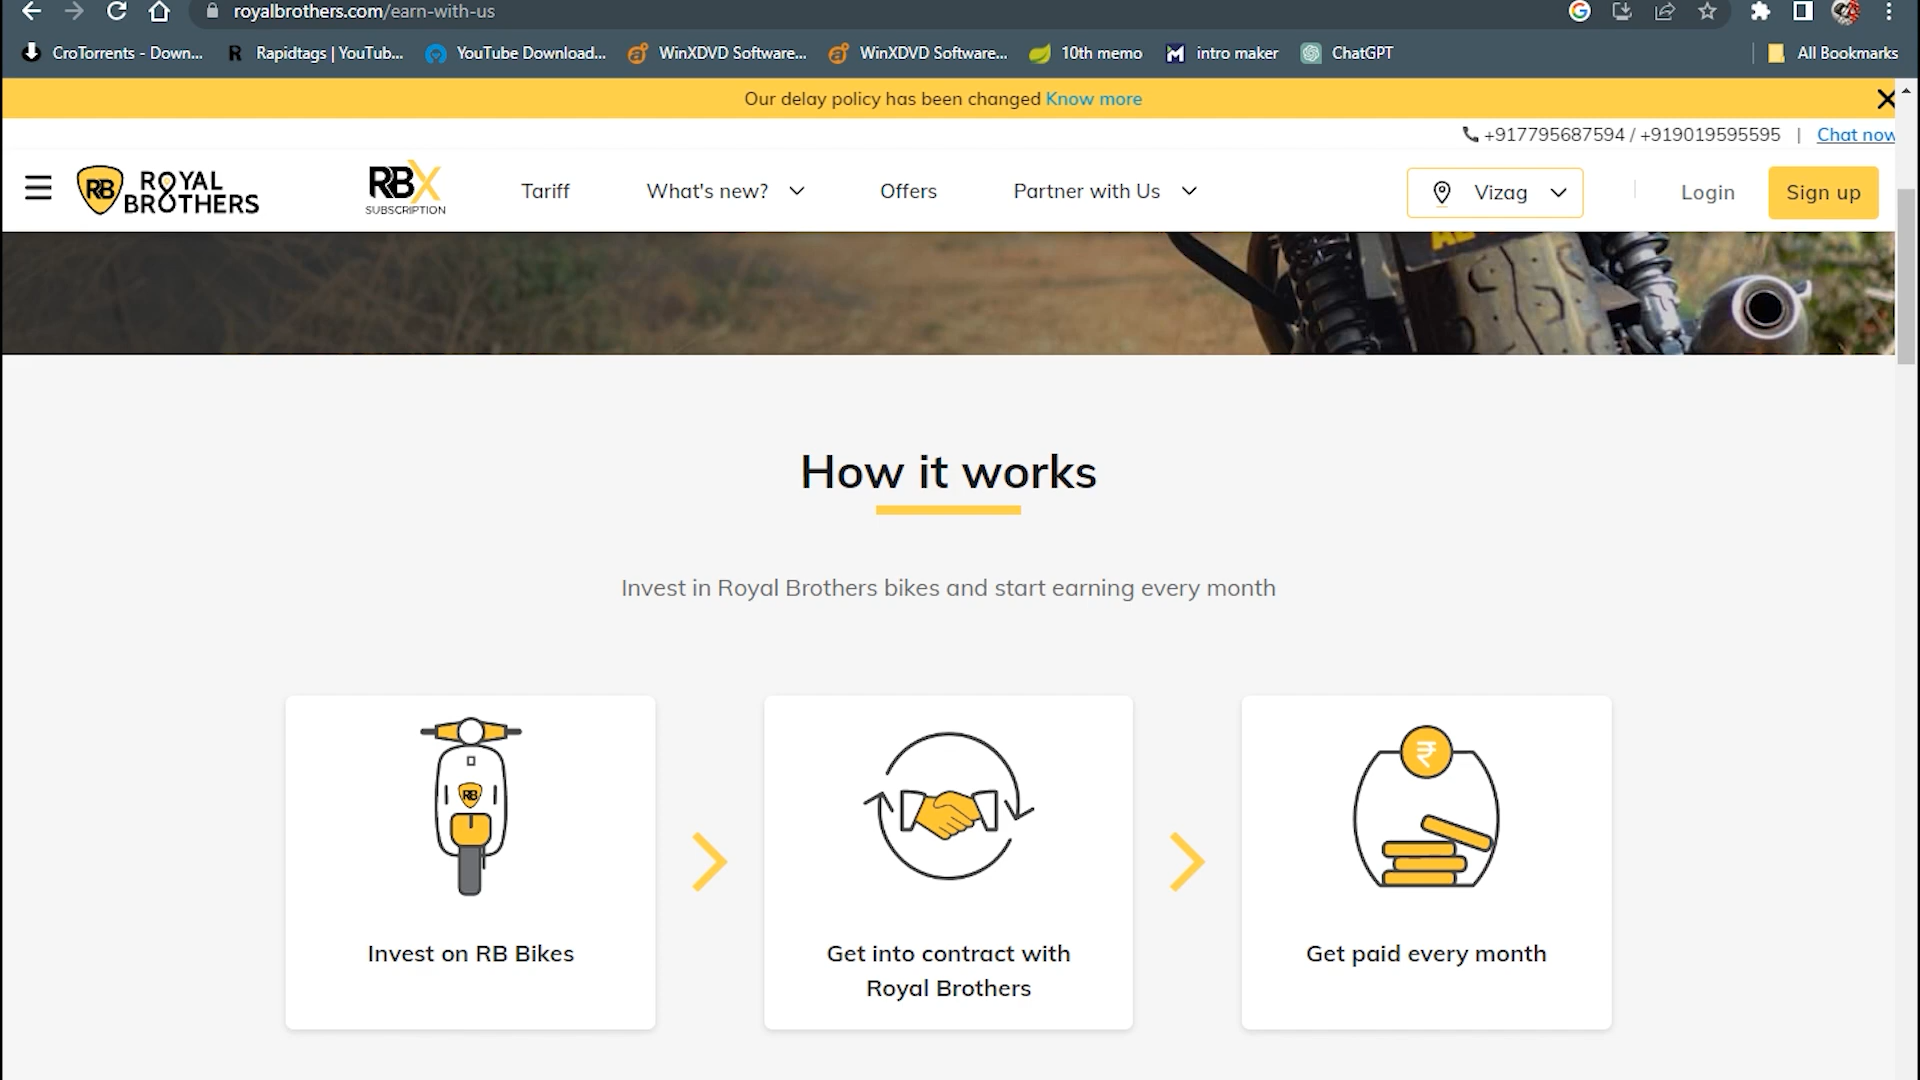 royalbrothers.com/earn-with-us
CroTorrents - Down... Rapidtags | YouTub... YouTube Download... WinXDVD Software... WinXDVD Software... 10th memo intro maker ChatGPT All Bookmarks
Our delay policy has been changed Know more
+917795687594 / +919019595595 | Chat now
RB ROYAL BROTHERS RBX SUBSCRIPTION Tariff What's new? Offers Partner with Us Vizag Login Sign up
How it works
Invest in Royal Brothers bikes and start earning every month
RB
₹
Invest on RB Bikes
Get into contract with
Royal Brothers
Get paid every month